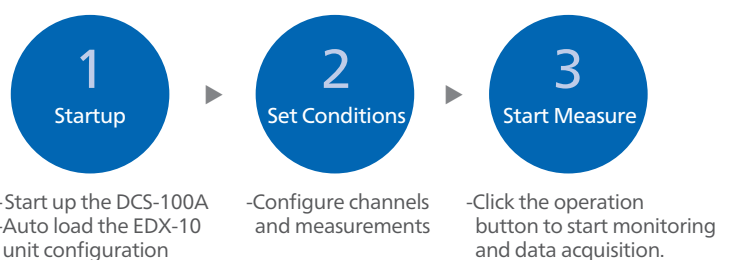 1
Startup
-Start up the DCS-100A
-Auto load the EDX-10
unit configuration
2
Set Conditions
-Configure channels
and measurements
3
Start Measure
-Click the operation
button to start monitoring
and data acquisition.